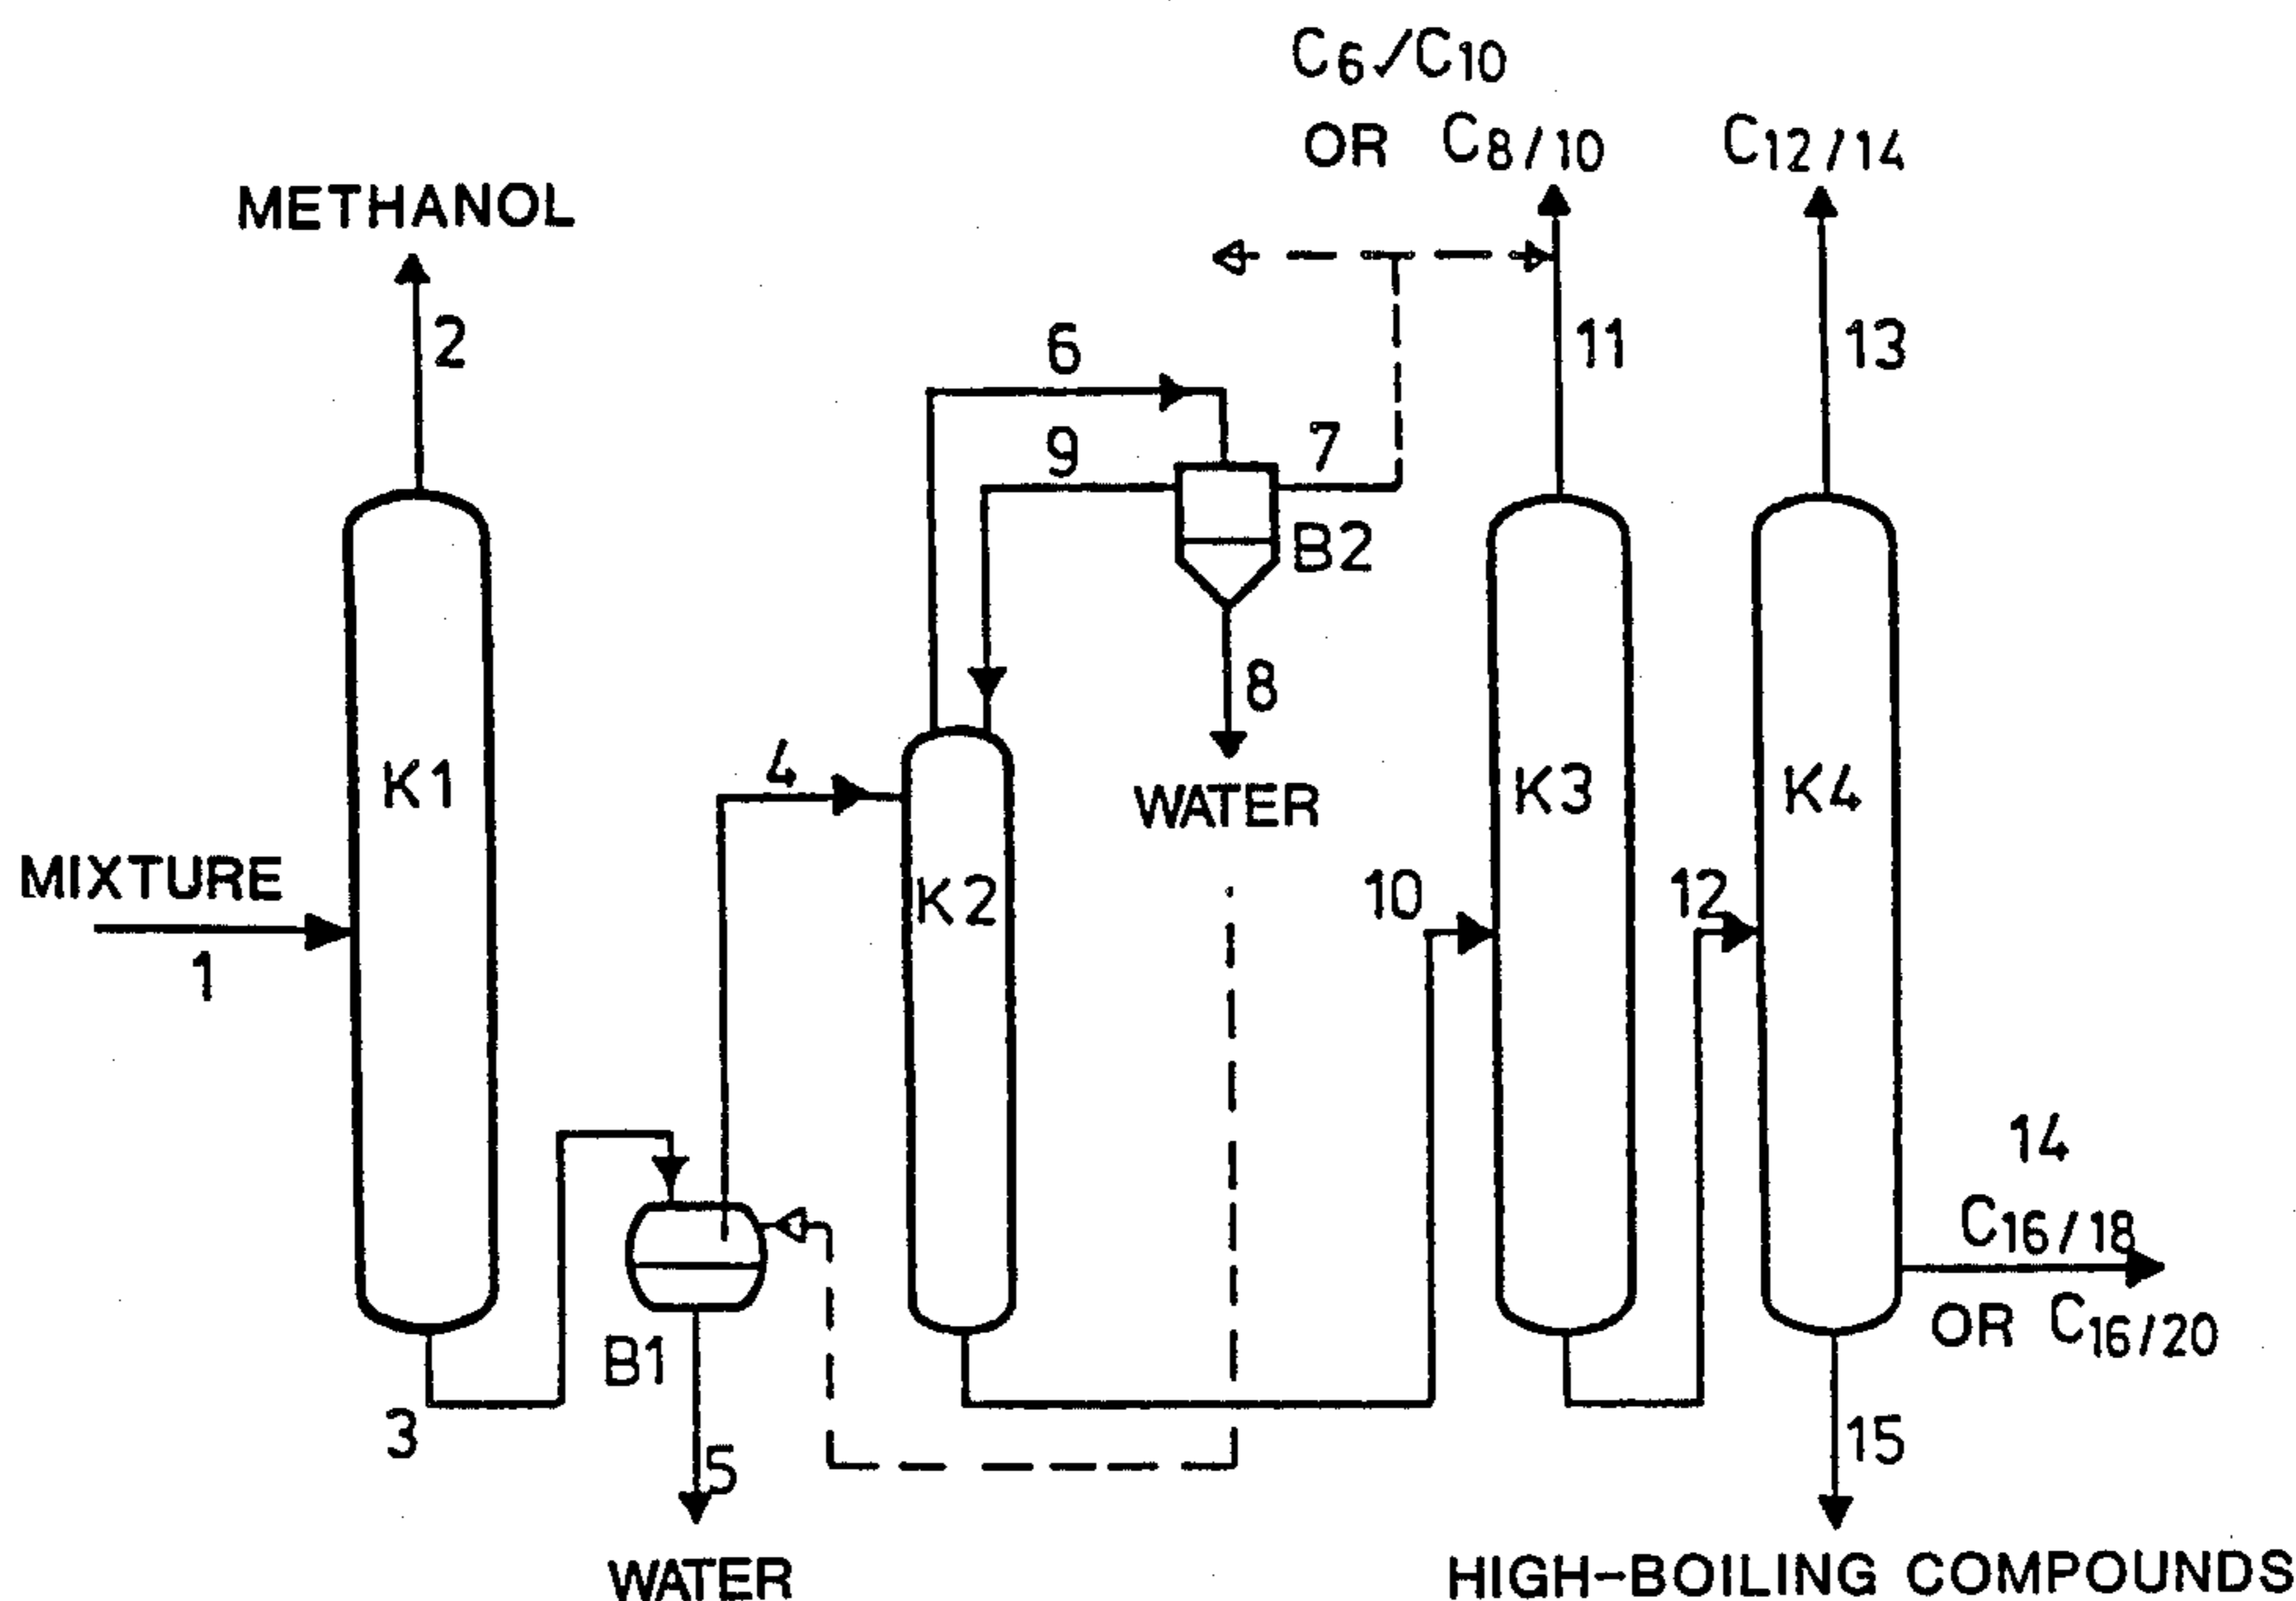 C6/C10
OR C8/10
C12/14
METHANOL
2
6
11
13
9
7
B2
8
4
K1
K3
K4
WATER
MIXTURE
K2
10
12
1
14
C16/18
OR C16/20
B1
3
5
15
WATER
HIGH-BOILING COMPOUNDS